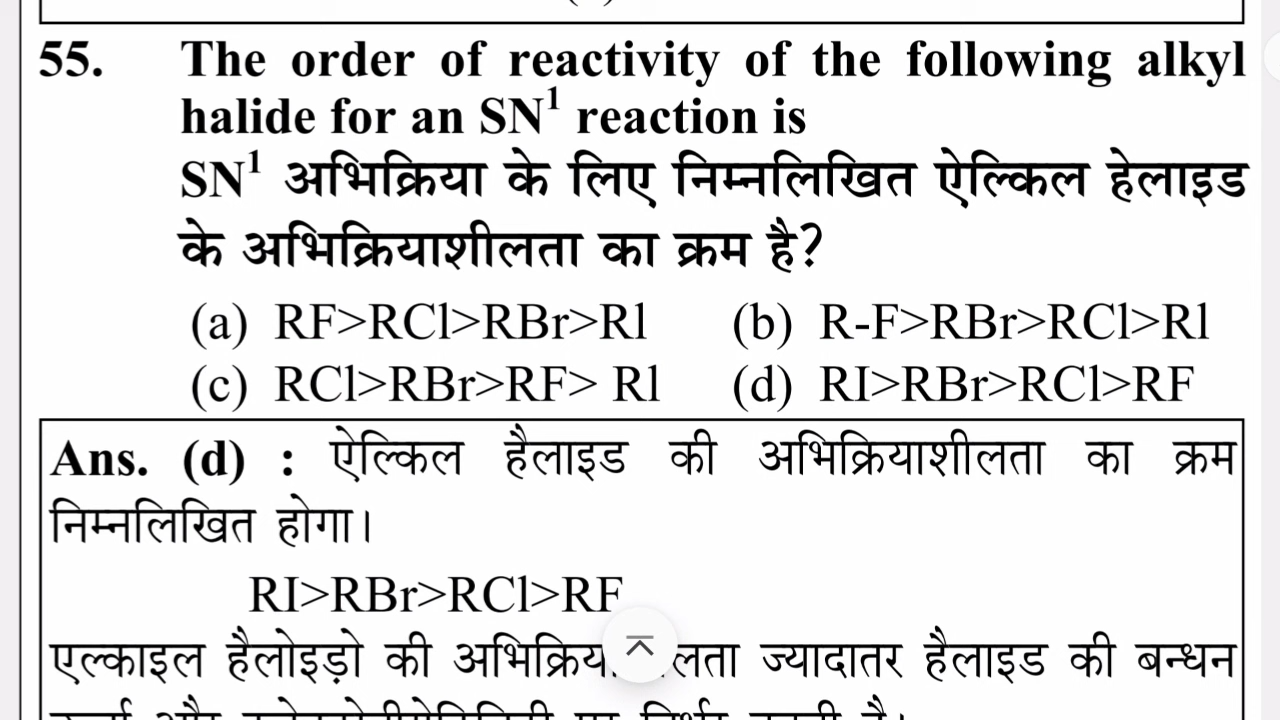 55. The order of reactivity of the following alkyl
halide for an SN¹ reaction is
SN¹ अभिक्रिया के लिए निम्नलिखित ऐल्किल हेलाइड
के अभिक्रियाशीलता का क्रम है?
(a) RF>RCl>RBr>Rl (b) R-F>RBr>RCl>Rl
(c) RCl>RBr>RF> Rl (d) RI>RBr>RCl>RF
Ans. (d) : ऐल्किल हैलाइड की अभिक्रियाशीलता का क्रम
निम्नलिखित होगा।
RI>RBr>RCl>RF
एल्काइल हैलोइड़ो की ज्यादातर हैलाइड की बन्धन